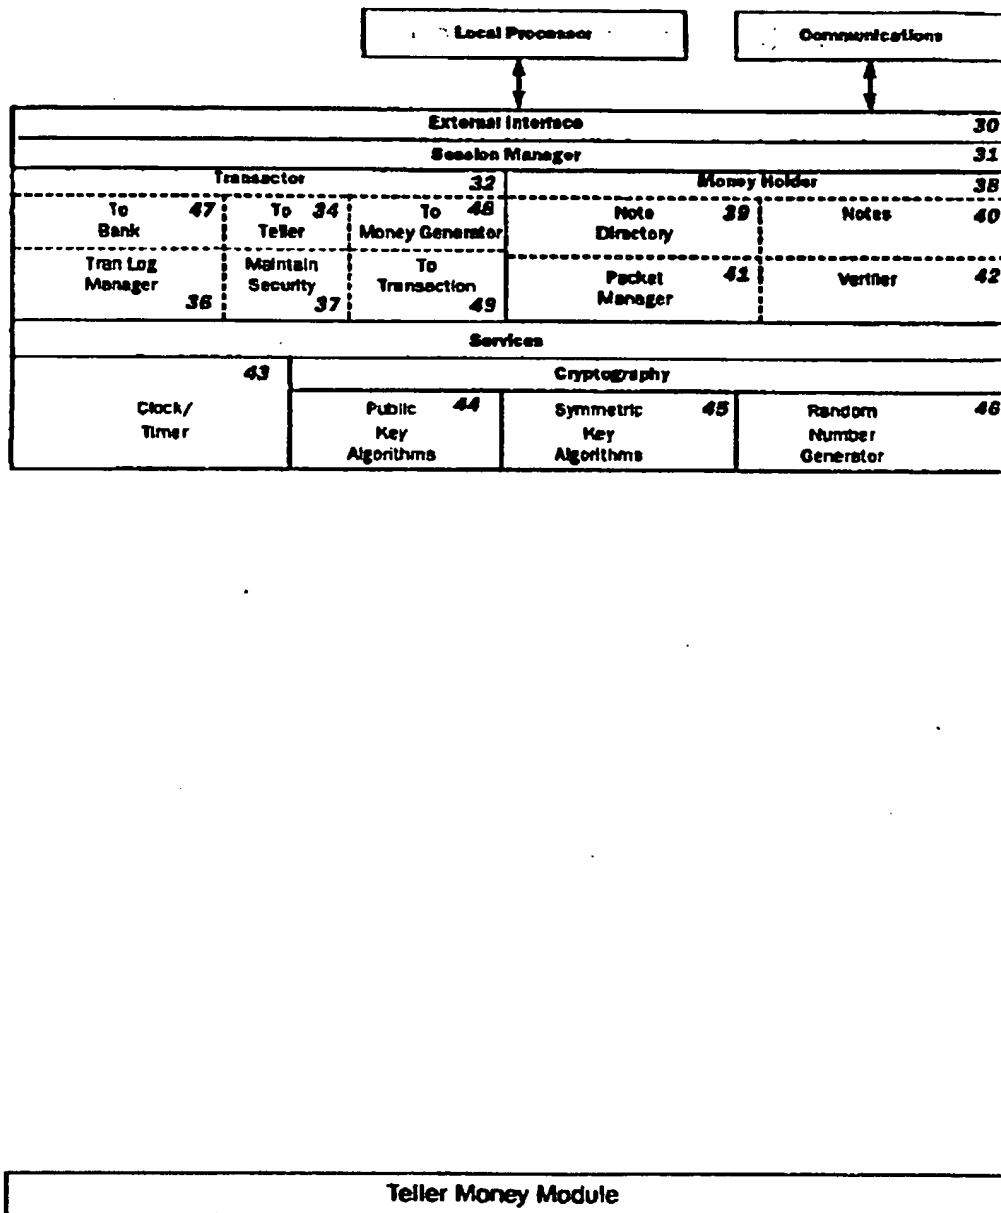 Local Processor
Communications
External Interface 30
Session Manager 31
Transactor 32
Money Holder 38
To Bank 47
To Teller 34
To Money Generator 48
Note Directory 39
Notes 40
Tran Log Manager 36
Maintain Security 37
To Transaction 49
Packet Manager 41
Verifier 42
Services
43
Cryptography
Clock/
Timer
Public 44
Key
Algorithms
Symmetric 45
Key
Algorithms
Random 46
Number
Generator
Teller Money Module